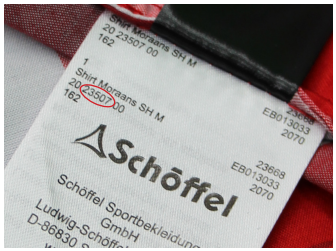 Shirt Moraans SH M
20 23507 00
162
23668
EB013033
2070
1
Shirt Moraans SH M
20 23507 00
162
23668
EB013033
2070
Schöffel
Schöffel Sportbekleidung
GmbH
Ludwig-Schöffel
D-86830